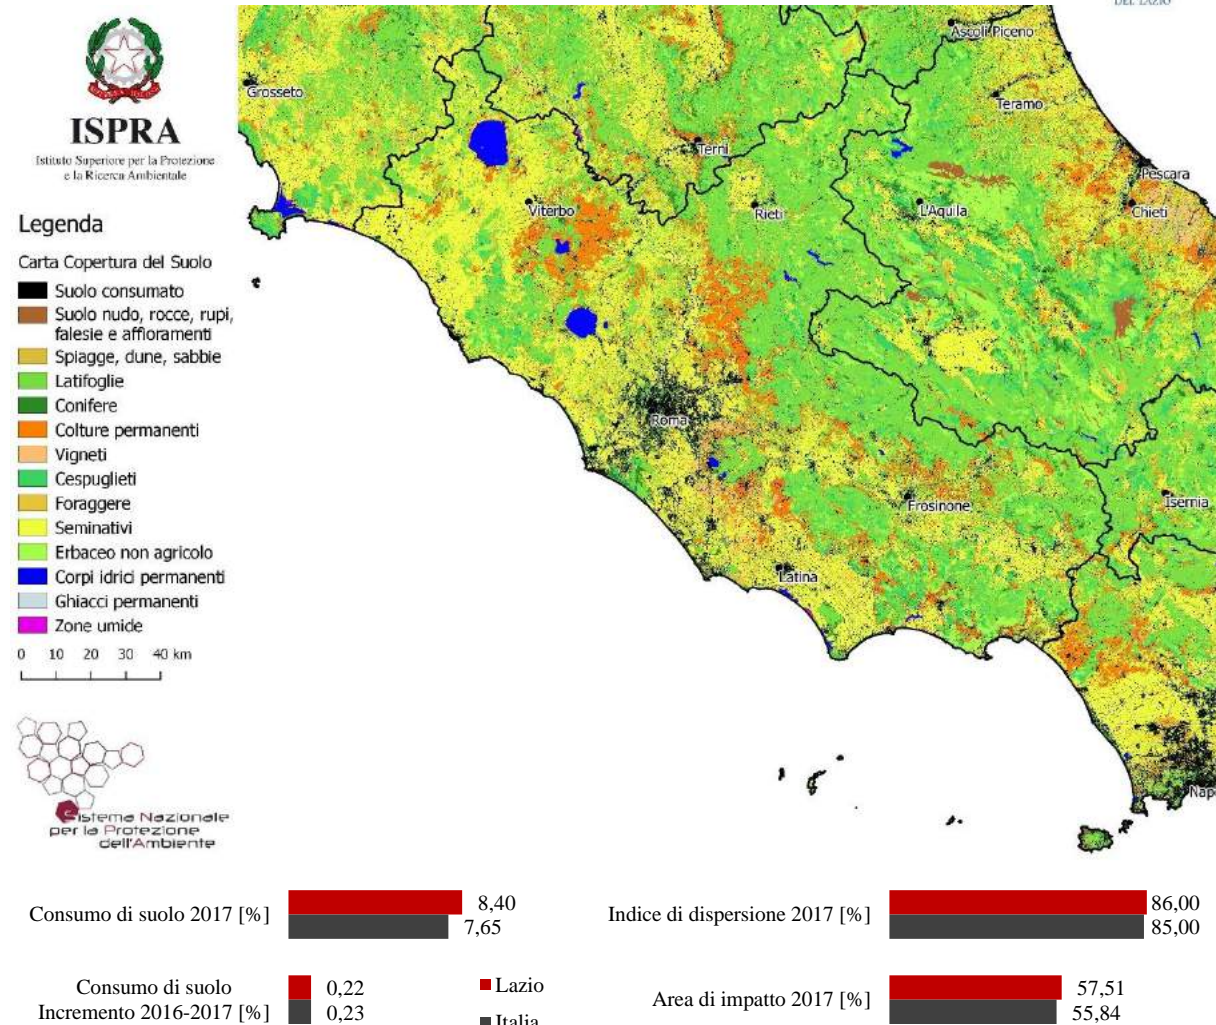 DEL LAZIO
ISPRA
Istituto Superiore per la Protezione
e la Ricerca Ambientale
Legenda
Carta Copertura del Suolo
Suolo consumato
Suolo nudo, rocce, rupi,
falesie e affioramenti
Spiagge, dune, sabbie
Latifoglie
Conifere
Colture permanenti
Vigneti
Cespuglieti
Foraggere
Seminativi
Erbaceo non agricolo
Corpi idrici permanenti
Ghiacci permanenti
Zone umide
0 10 20 30 40 km
Grosseto
Ascoli Piceno
Teramo
Terni
Pescara
Viterbo
Rieti
L'Aquila
Chieti
Roma
Frosinone
Isernia
Latina
Nap
Sistema Nazionale
per la Protezione
dell'Ambiente
Consumo di suolo 2017 [%]
8,40
7,65
Indice di dispersione 2017 [%]
86,00
85,00
Consumo di suolo
Incremento 2016-2017 [%]
0,22
0,23
Lazio
Italia
Area di impatto 2017 [%]
57,51
55,84